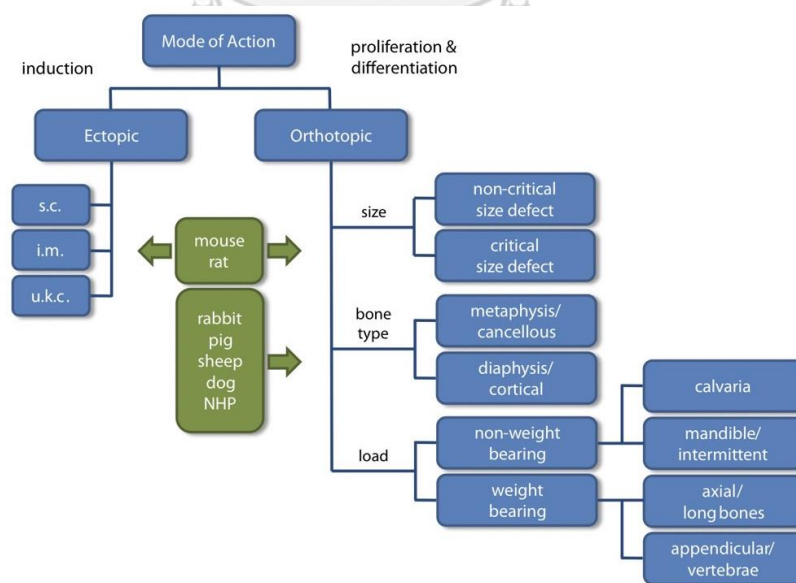 Mode of Action
induction
proliferation &
differentiation
Ectopic
Orthotopic
s.c.
i.m.
u.k.c.
mouse
rat
rabbit
pig
sheep
dog
NHP
size
non-critical
size defect
critical
size defect
bone
type
metaphysis/
cancellous
diaphysis/
cortical
load
non-weight
bearing
weight
bearing
calvaria
mandible/
intermittent
axial/
long bones
appendicular/
vertebrae